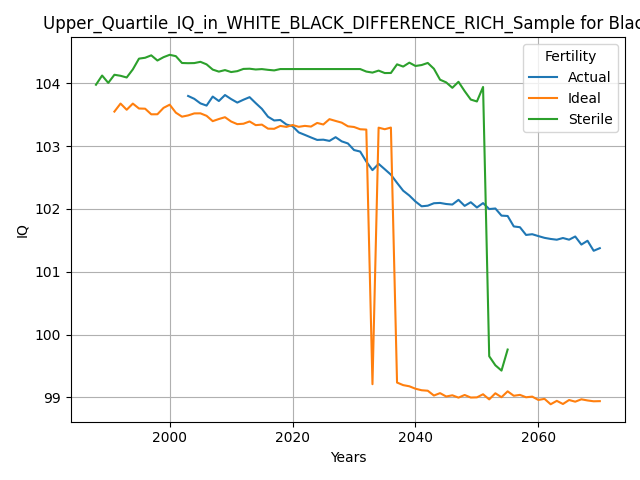 Upper_Quartile_IQ_in_WHITE_BLACK_DIFFERENCE_RICH_Sample for Blac
Fertility
Actual
Ideal
Sterile
104
103
102
101
100
99
IQ
2000
2020
2040
2060
Years